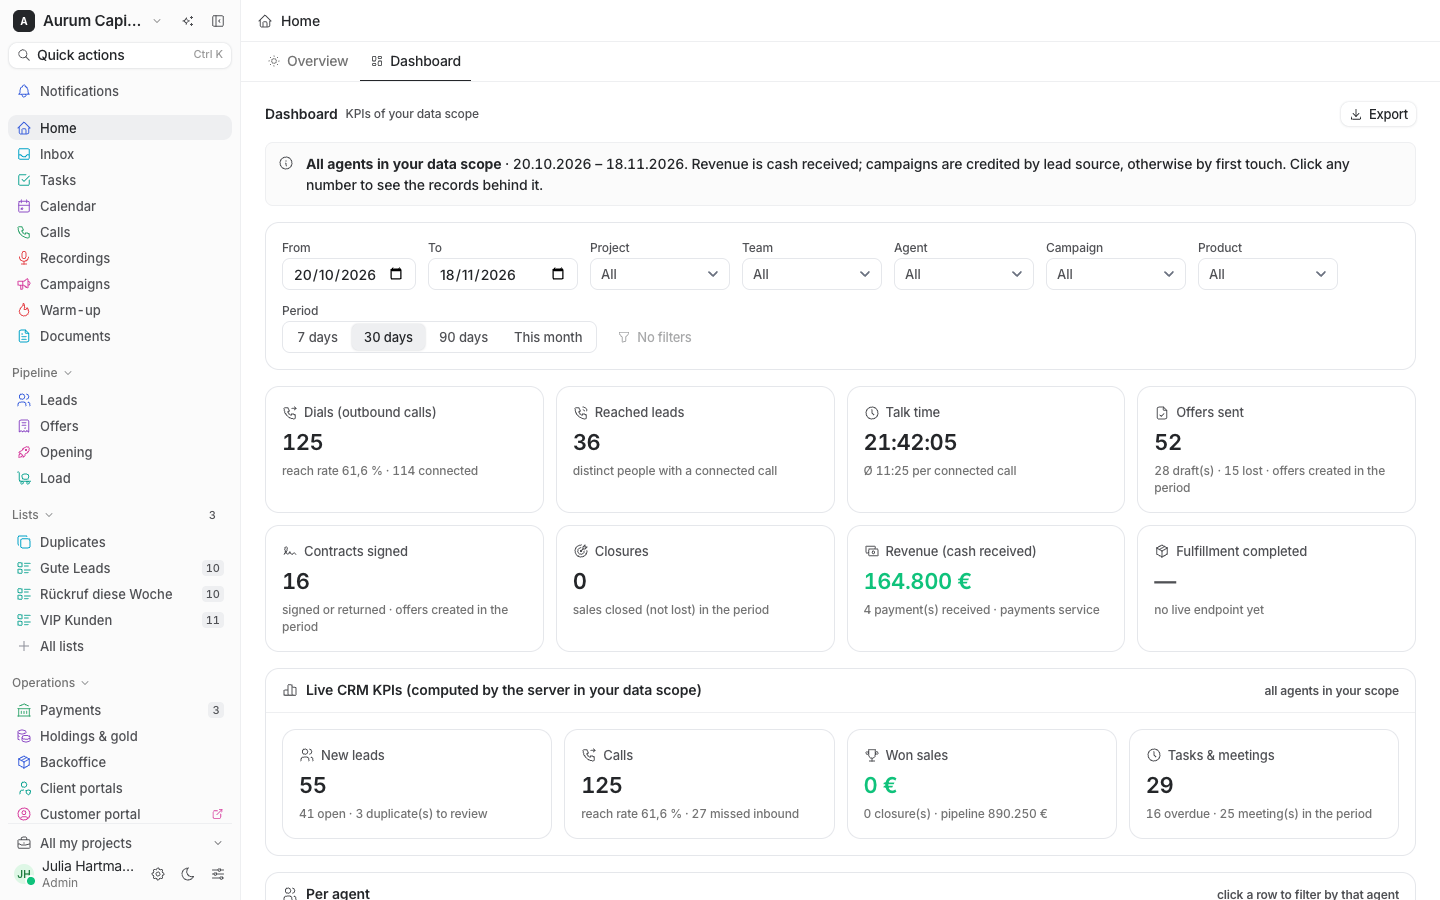 A Aurum Capi...
Quick actions Ctrl K
Notifications
Home
Inbox
Tasks
Calendar
Calls
Recordings
Campaigns
Warm-up
Documents
Pipeline
Leads
Offers
Opening
Load
Lists 3
Duplicates
Gute Leads 10
Rückruf diese Woche 10
VIP Kunden 11
All lists
Operations
Payments 3
Holdings & gold
Backoffice
Client portals
Customer portal
All my projects
JH Julia Hartma...
Admin
Home
Overview Dashboard
Dashboard KPIs of your data scope
Export
All agents in your data scope · 20.10.2026 – 18.11.2026. Revenue is cash received; campaigns are credited by lead source, otherwise by first touch. Click any
number to see the records behind it.
From To Project Team Agent Campaign Product
20/10/2026 18/11/2026 All All All All All
Period
7 days 30 days 90 days This month No filters
Dials (outbound calls)
125
reach rate 61,6 % · 114 connected
Reached leads
36
distinct people with a connected call
Talk time
21:42:05
Ø 11:25 per connected call
Offers sent
52
28 draft(s) · 15 lost · offers created in the
period
Contracts signed
16
signed or returned · offers created in the
period
Closures
0
sales closed (not lost) in the period
Revenue (cash received)
164.800 €
4 payment(s) received · payments service
Fulfillment completed
—
no live endpoint yet
Live CRM KPIs (computed by the server in your data scope) all agents in your scope
New leads
55
41 open · 3 duplicate(s) to review
Calls
125
reach rate 61,6 % · 27 missed inbound
Won sales
0 €
0 closure(s) · pipeline 890.250 €
Tasks & meetings
29
16 overdue · 25 meeting(s) in the period
Per agent click a row to filter by that agent